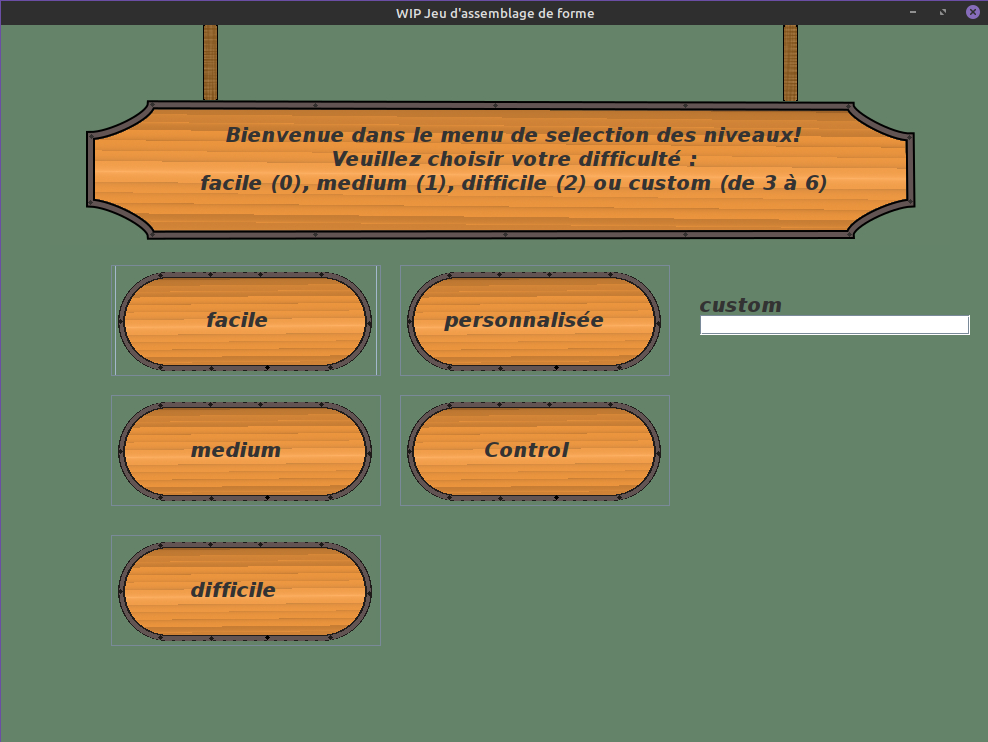 WIP Jeu d'assemblage de forme
Bienvenue dans le menu de selection des niveaux!
Veuillez choisir votre difficulté :
facile (0), medium (1), difficile (2) ou custom (de 3 à 6)
facile
personnalisée
custom
medium
Control
difficile